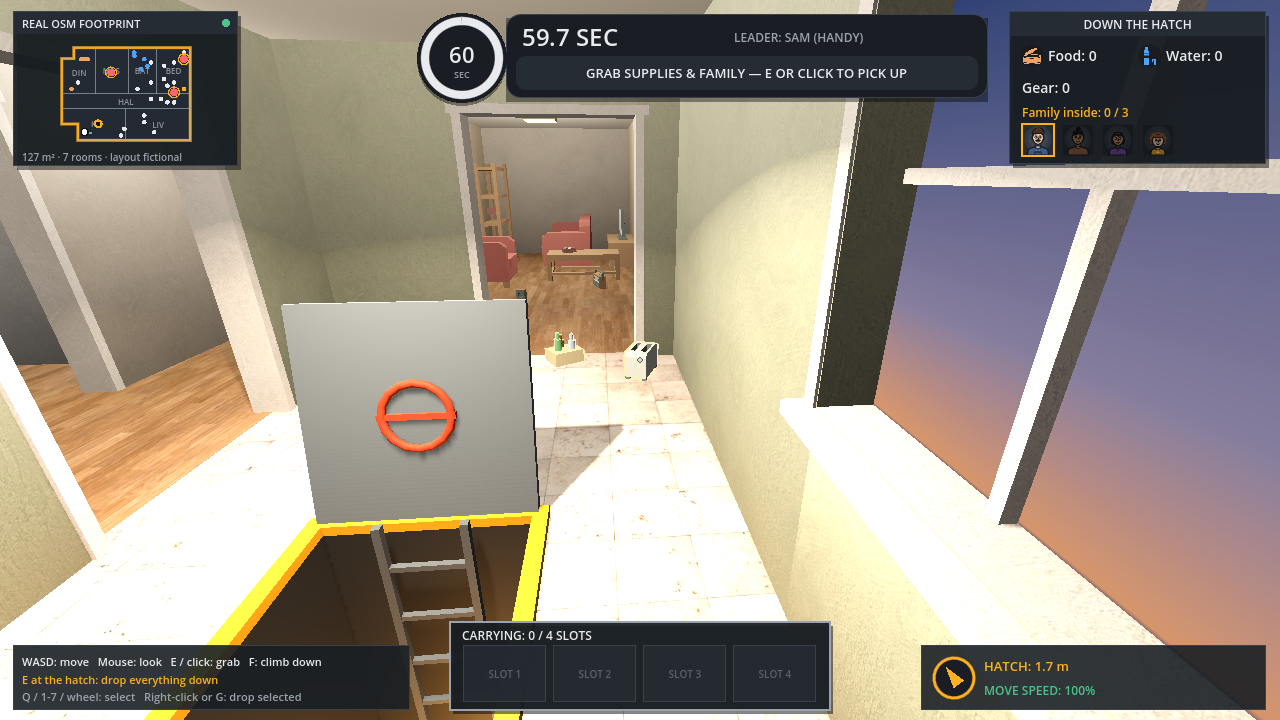 REAL OSM FOOTPRINT
DIN
BAT
BED
HAL
LIV
127 m² · 7 rooms · layout fictional
60
SEC
59.7 SEC
LEADER: SAM (HANDY)
GRAB SUPPLIES & FAMILY — E OR CLICK TO PICK UP
DOWN THE HATCH
Food: 0
Water: 0
Gear: 0
Family inside: 0 / 3
WASD: move Mouse: look E / click: grab F: climb down
E at the hatch: drop everything down
Q / 1-7 / wheel: select Right-click or G: drop selected
CARRYING: 0 / 4 SLOTS
SLOT 1
SLOT 2
SLOT 3
SLOT 4
HATCH: 1.7 m
MOVE SPEED: 100%